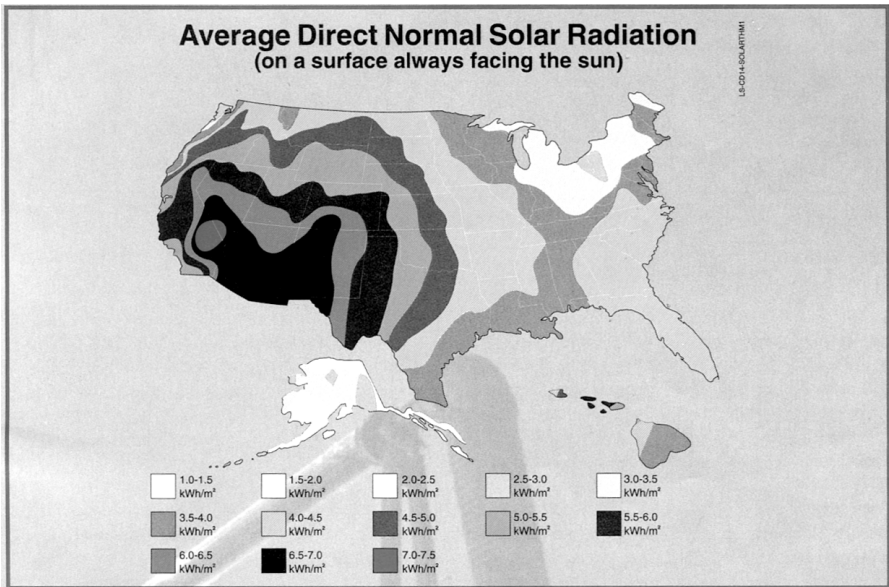 Average Direct Normal Solar Radiation
(on a surface always facing the sun)
LS-CD14-SOLARTHM1
1.0-1.5
kWh/m²
1.5-2.0
kWh/m²
2.0-2.5
kWh/m²
2.5-3.0
kWh/m²
3.0-3.5
kWh/m²
3.5-4.0
kWh/m²
4.0-4.5
kWh/m²
4.5-5.0
kWh/m²
5.0-5.5
kWh/m²
5.5-6.0
kWh/m²
6.0-6.5
kWh/m²
6.5-7.0
kWh/m²
7.0-7.5
kWh/m²